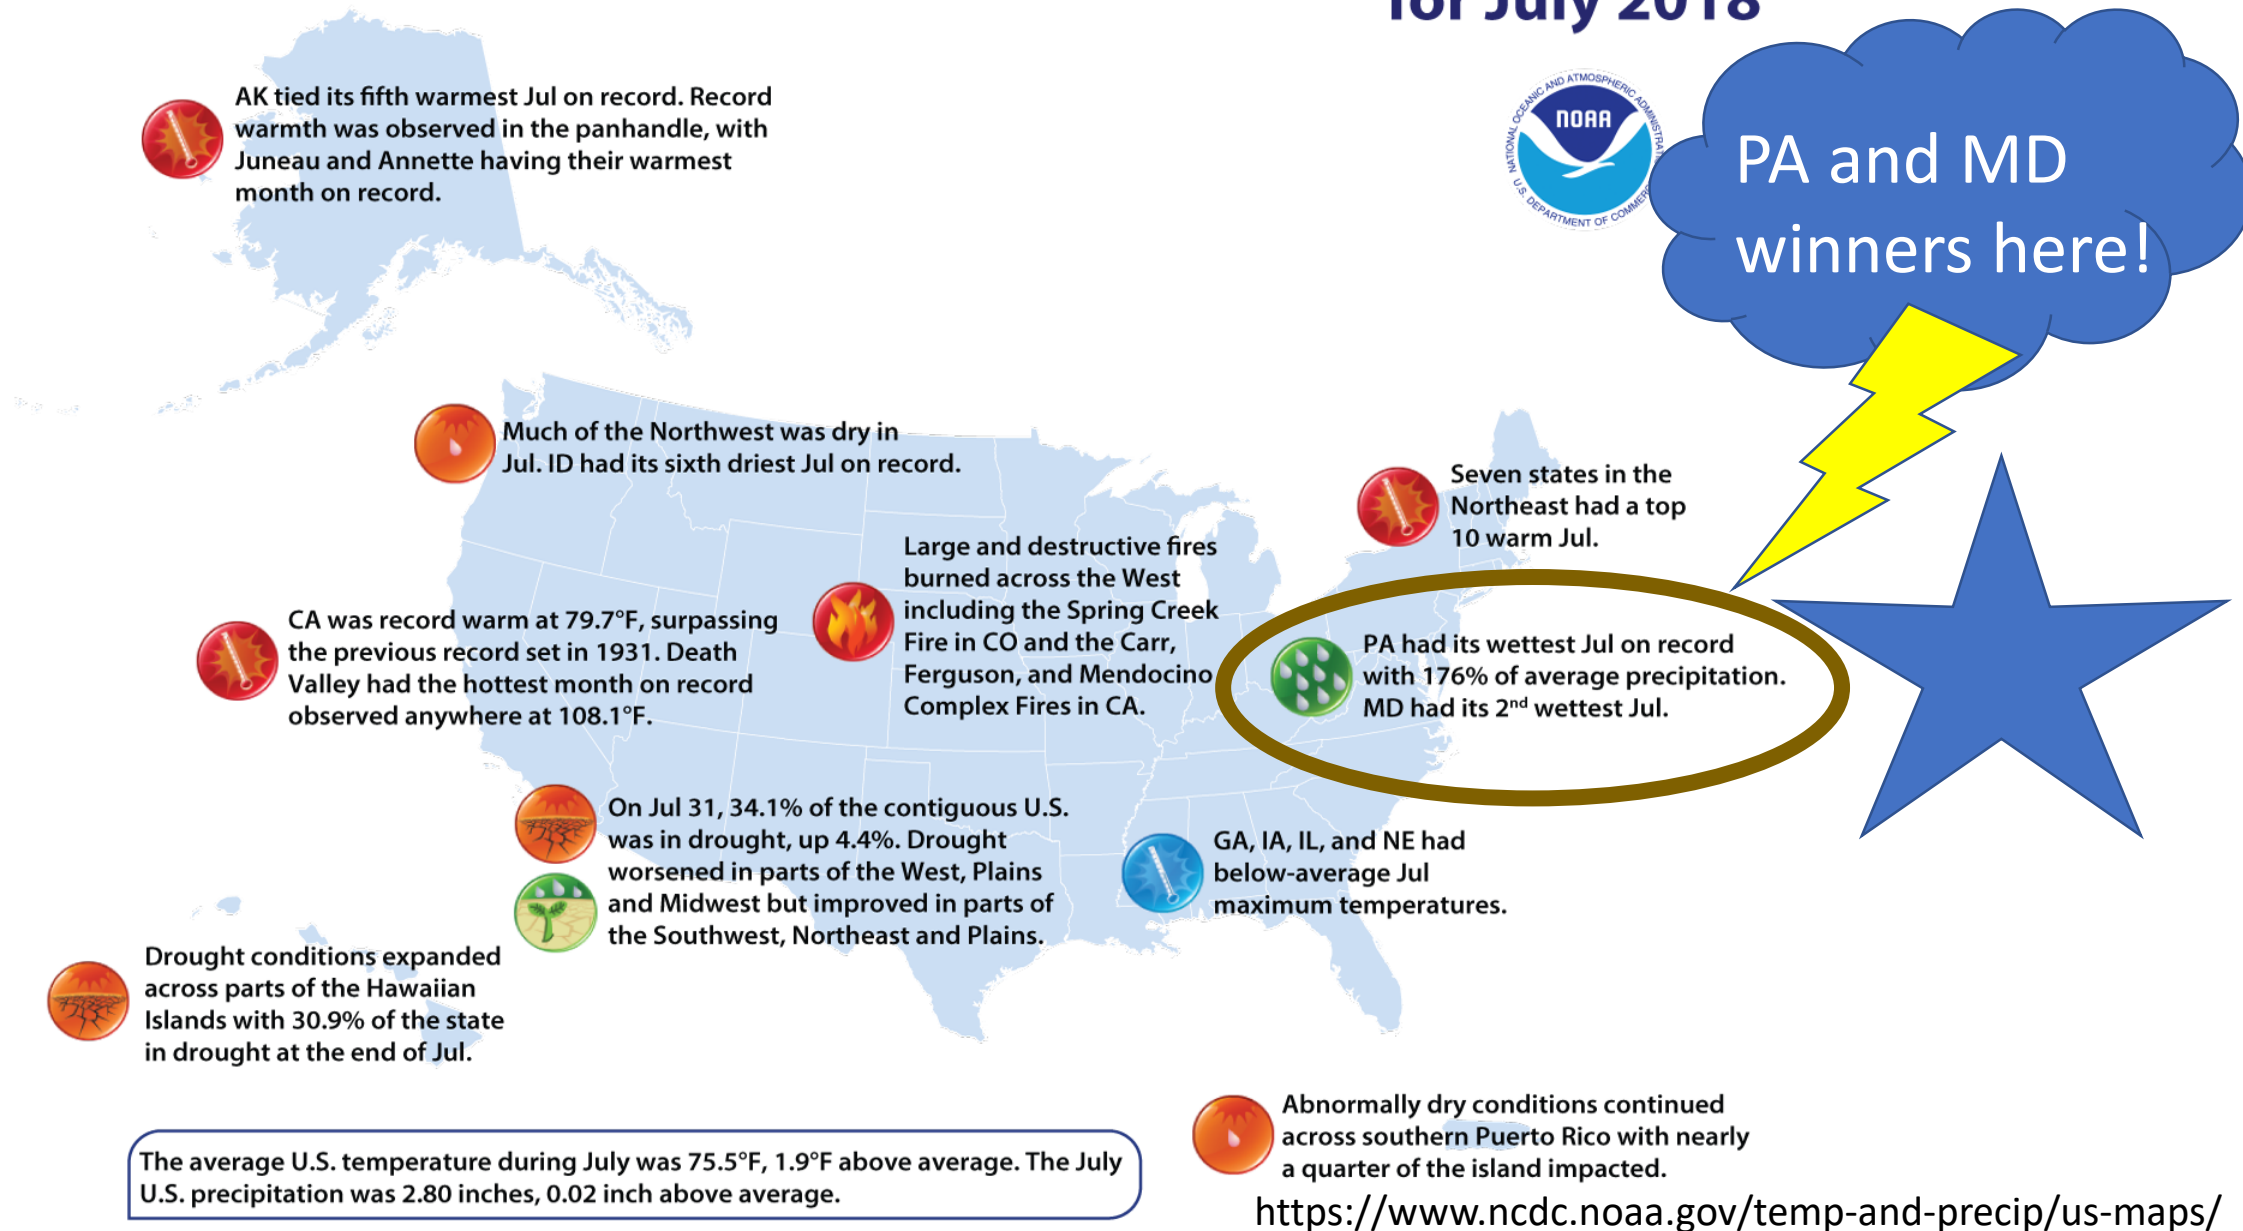 for July 2018
NATIONAL OCEANIC AND ATMOSPHERIC
U.S. DEPARTMENT OF
NOAA
PA and MD
winners here!
AK tied its fifth warmest Jul on record. Record
warmth was observed in the panhandle, with
Juneau and Annette having their warmest
month on record.
Much of the Northwest was dry in
Jul. ID had its sixth driest Jul on record.
Seven states in the
Northeast had a top
10 warm Jul.
Large and destructive fires
burned across the West
including the Spring Creek
Fire in CO and the Carr,
Ferguson, and Mendocino
Complex Fires in CA.
CA was record warm at 79.7°F, surpassing
the previous record set in 1931. Death
Valley had the hottest month on record
observed anywhere at 108.1°F.
PA had its wettest Jul on record
with 176% of average precipitation.
MD had its 2nd wettest Jul.
On Jul 31, 34.1% of the contiguous U.S.
was in drought, up 4.4%. Drought
worsened in parts of the West, Plains
and Midwest but improved in parts of
the Southwest, Northeast and Plains.
GA, IA, IL, and NE had
below-average Jul
maximum temperatures.
Drought conditions expanded
across parts of the Hawaiian
Islands with 30.9% of the state
in drought at the end of Jul.
Abnormally dry conditions continued
across southern Puerto Rico with nearly
a quarter of the island impacted.
The average U.S. temperature during July was 75.5°F, 1.9°F above average. The July
U.S. precipitation was 2.80 inches, 0.02 inch above average.
https://www.ncdc.noaa.gov/temp-and-precip/us-maps/